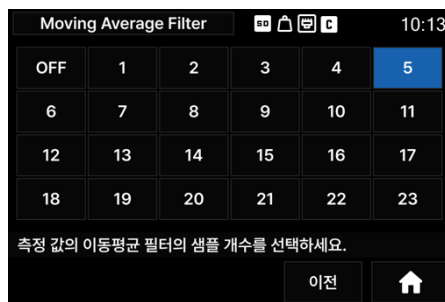 Moving Average Filter SD C 10:13
OFF 1 2 3 4 5
6 7 8 9 10 11
12 13 14 15 16 17
18 19 20 21 22 23
측정 값의 이동평균 필터의 샘플 개수를 선택하세요.
이전